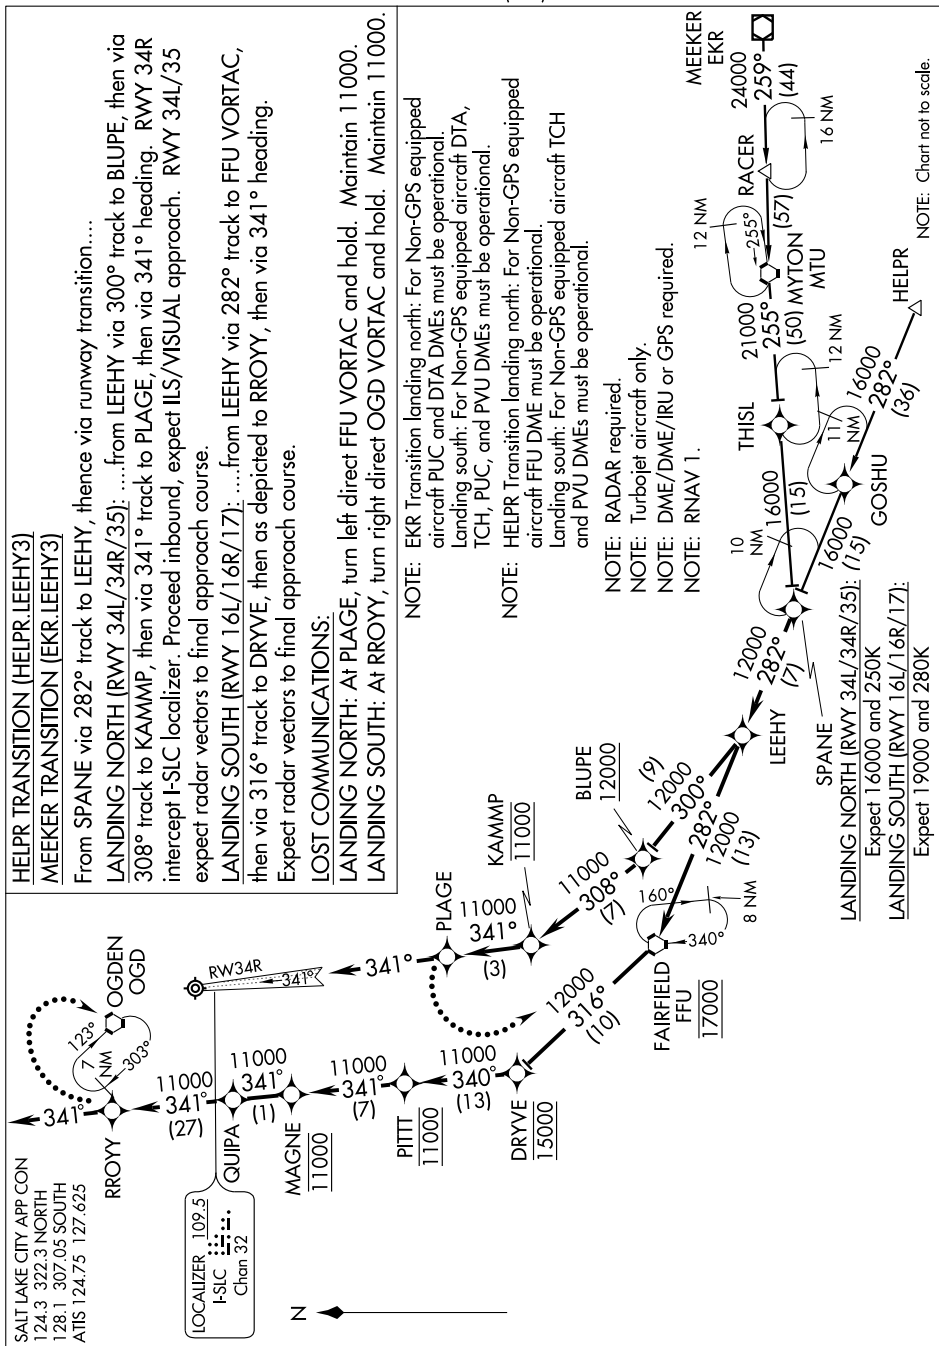 HELPR TRANSITION (HELPR.LEEHY3)
MEEKER TRANSITION (EKR.LEEHY3)
From SPANE via 282° track to LEEHY, thence via runway transition....
LANDING NORTH (RWY 34L/34R/35): ....from LEEHY via 300° track to BLUPE, then via
308° track to KAMMP, then via 341° track to PLAGE, then via 341° heading. RWY 34R
intercept I-SLC localizer. Proceed inbound, expect ILS/VISUAL approach. RWY 34L/35
expect radar vectors to final approach course.
LANDING SOUTH (RWY 16L/16R/17): ....from LEEHY via 282° track to FFU VORTAC,
then via 316° track to DRYVE, then as depicted to RROYY, then via 341° heading.
Expect radar vectors to final approach course.
LOST COMMUNICATIONS:
LANDING NORTH: At PLAGE, turn left direct FFU VORTAC and hold. Maintain 11000.
LANDING SOUTH: At RROYY, turn right direct OGD VORTAC and hold. Maintain 11000.
NOTE: EKR Transition landing north: For Non-GPS equipped
aircraft PUC and DTA DMEs must be operational.
Landing south: For Non-GPS equipped aircraft DTA,
TCH, PUC, and PVU DMEs must be operational.
NOTE: HELPR Transition landing north: For Non-GPS equipped
aircraft FFU DME must be operational.
Landing south: For Non-GPS equipped aircraft TCH
and PVU DMEs must be operational.
NOTE: RADAR required.
NOTE: Turbojet aircraft only.
NOTE: DME/DME/IRU or GPS required.
NOTE: RNAV 1.
SALT LAKE CITY APP CON
124.3 322.3 NORTH
128.1 307.05 SOUTH
ATIS 124.75 127.625
341°
RROYY
7
NM
123°
303°
OGDEN
OGD
11000
341°
(27)
QUIPA
11000
341°
(1)
MAGNE
11000
11000
341°
(7)
PITTT
11000
11000
340°
(13)
DRYVE
15000
LOCALIZER 109.5
I-SLC
Chan 32
N
RW34R
341°
341°
PLAGE
11000
341°
(3)
KAMMP
11000
11000
308°
(7)
BLUPE
12000
(9)
12000
300°
12000
316°
(10)
FAIRFIELD
FFU
17000
160°
340°
8 NM
282°
12000
(13)
LEEHY
12000
282°
(7)
SPANE
LANDING NORTH (RWY 34L/34R/35):
Expect 16000 and 250K
LANDING SOUTH (RWY 16L/16R/17):
Expect 19000 and 280K
10
NM
16000
(15)
THISL
12 NM
16000
(15)
GOSHU
11
NM
16000
282°
(36)
HELPR
21000
255°
(50)
MYTON
MTU
12 NM
255°
(57)
RACER
16 NM
24000
259°
(44)
MEEKER
EKR
NOTE: Chart not to scale.